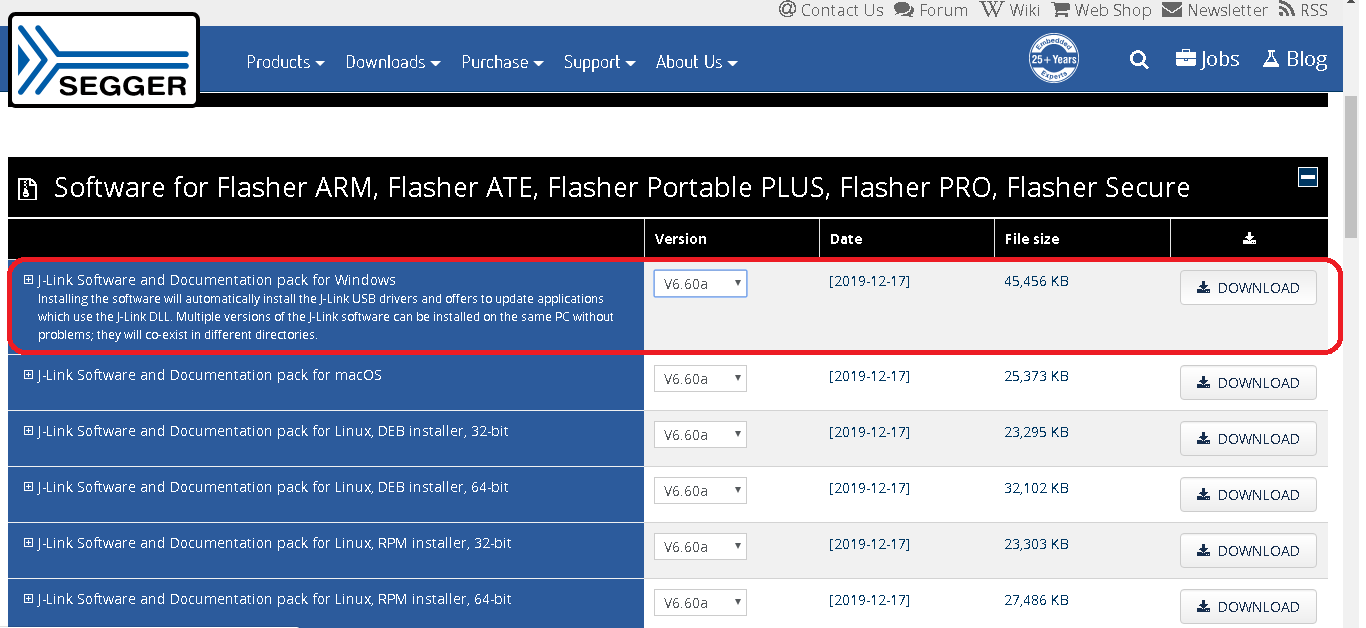 Contact Us Forum Wiki Web Shop Newsletter RSS
SEGGER
Products Downloads Purchase Support About Us
Embedded
25+ Years
Experts
Jobs Blog
Software for Flasher ARM, Flasher ATE, Flasher Portable PLUS, Flasher PRO, Flasher Secure
Version Date File size
J-Link Software and Documentation pack for Windows V6.60a [2019-12-17] 45,456 KB DOWNLOAD
Installing the software will automatically install the J-Link USB drivers and offers to update applications
which use the J-Link DLL. Multiple versions of the J-Link software can be installed on the same PC without
problems; they will co-exist in different directories.
J-Link Software and Documentation pack for macOS V6.60a [2019-12-17] 25,373 KB DOWNLOAD
J-Link Software and Documentation pack for Linux, DEB installer, 32-bit V6.60a [2019-12-17] 23,295 KB DOWNLOAD
J-Link Software and Documentation pack for Linux, DEB installer, 64-bit V6.60a [2019-12-17] 32,102 KB DOWNLOAD
J-Link Software and Documentation pack for Linux, RPM installer, 32-bit V6.60a [2019-12-17] 23,303 KB DOWNLOAD
J-Link Software and Documentation pack for Linux, RPM installer, 64-bit V6.60a [2019-12-17] 27,486 KB DOWNLOAD